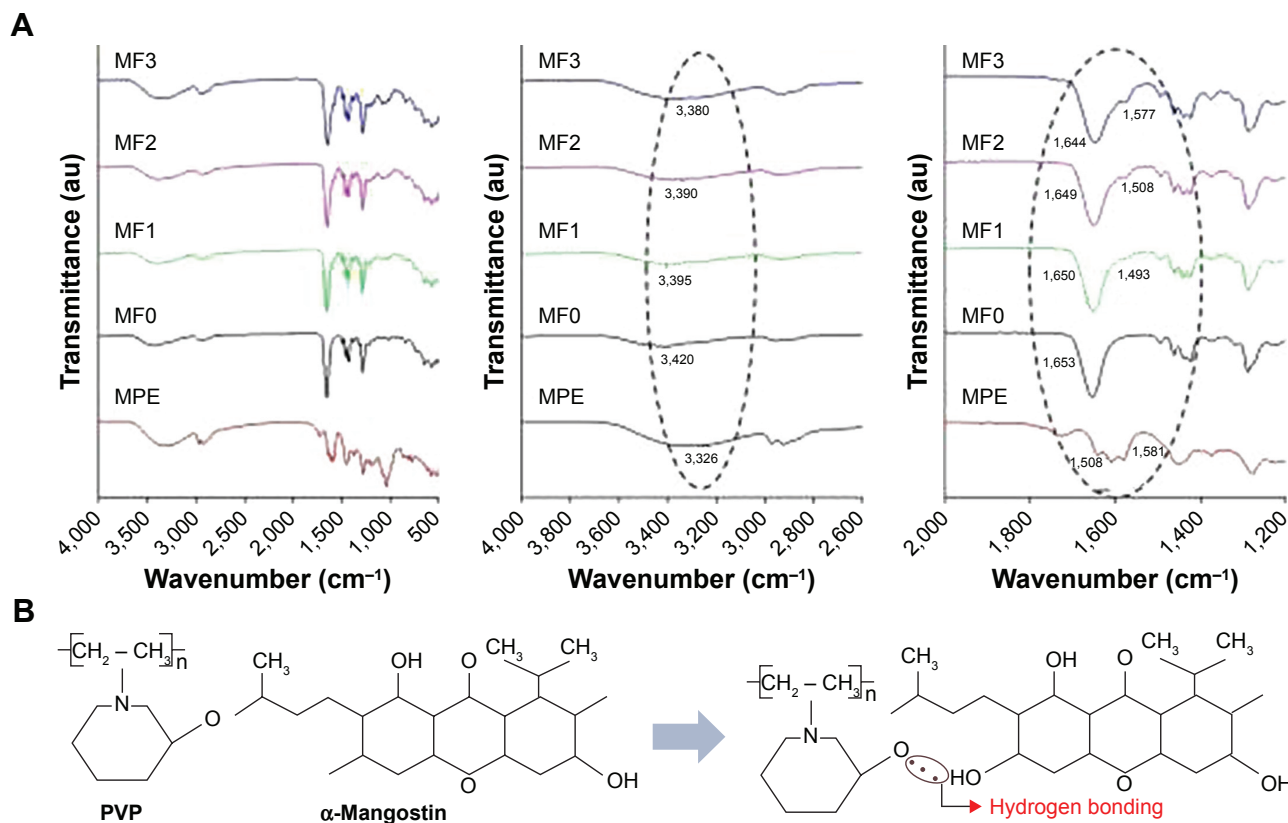 A
MF3
MF2
MF1
MF0
MPE
Transmittance (au)
4,000 3,500 3,000 2,500 2,000 1,500 1,000 500
Wavenumber (cm⁻¹)
MF3
3,380
MF2
3,390
MF1
3,395
MF0
3,420
MPE
3,326
Transmittance (au)
4,000 3,800 3,400 3,200 3,000 2,800 2,600
Wavenumber (cm⁻¹)
MF3
1,577
1,644
MF2
1,649 1,508
MF1
1,650 1,493
MF0
1,653
MPE
1,508 1,581
Transmittance (au)
2,000 1,800 1,600 1,400 1,200
Wavenumber (cm⁻¹)
B
[CH₂ – CH₃]n
N
O
PVP
CH₃
OH
O
CH₃ CH₃
O
OH
α-Mangostin
[CH₂ – CH₃]n
N
O
CH₃
OH
O
CH₃ CH₃
HO
O
OH
Hydrogen bonding